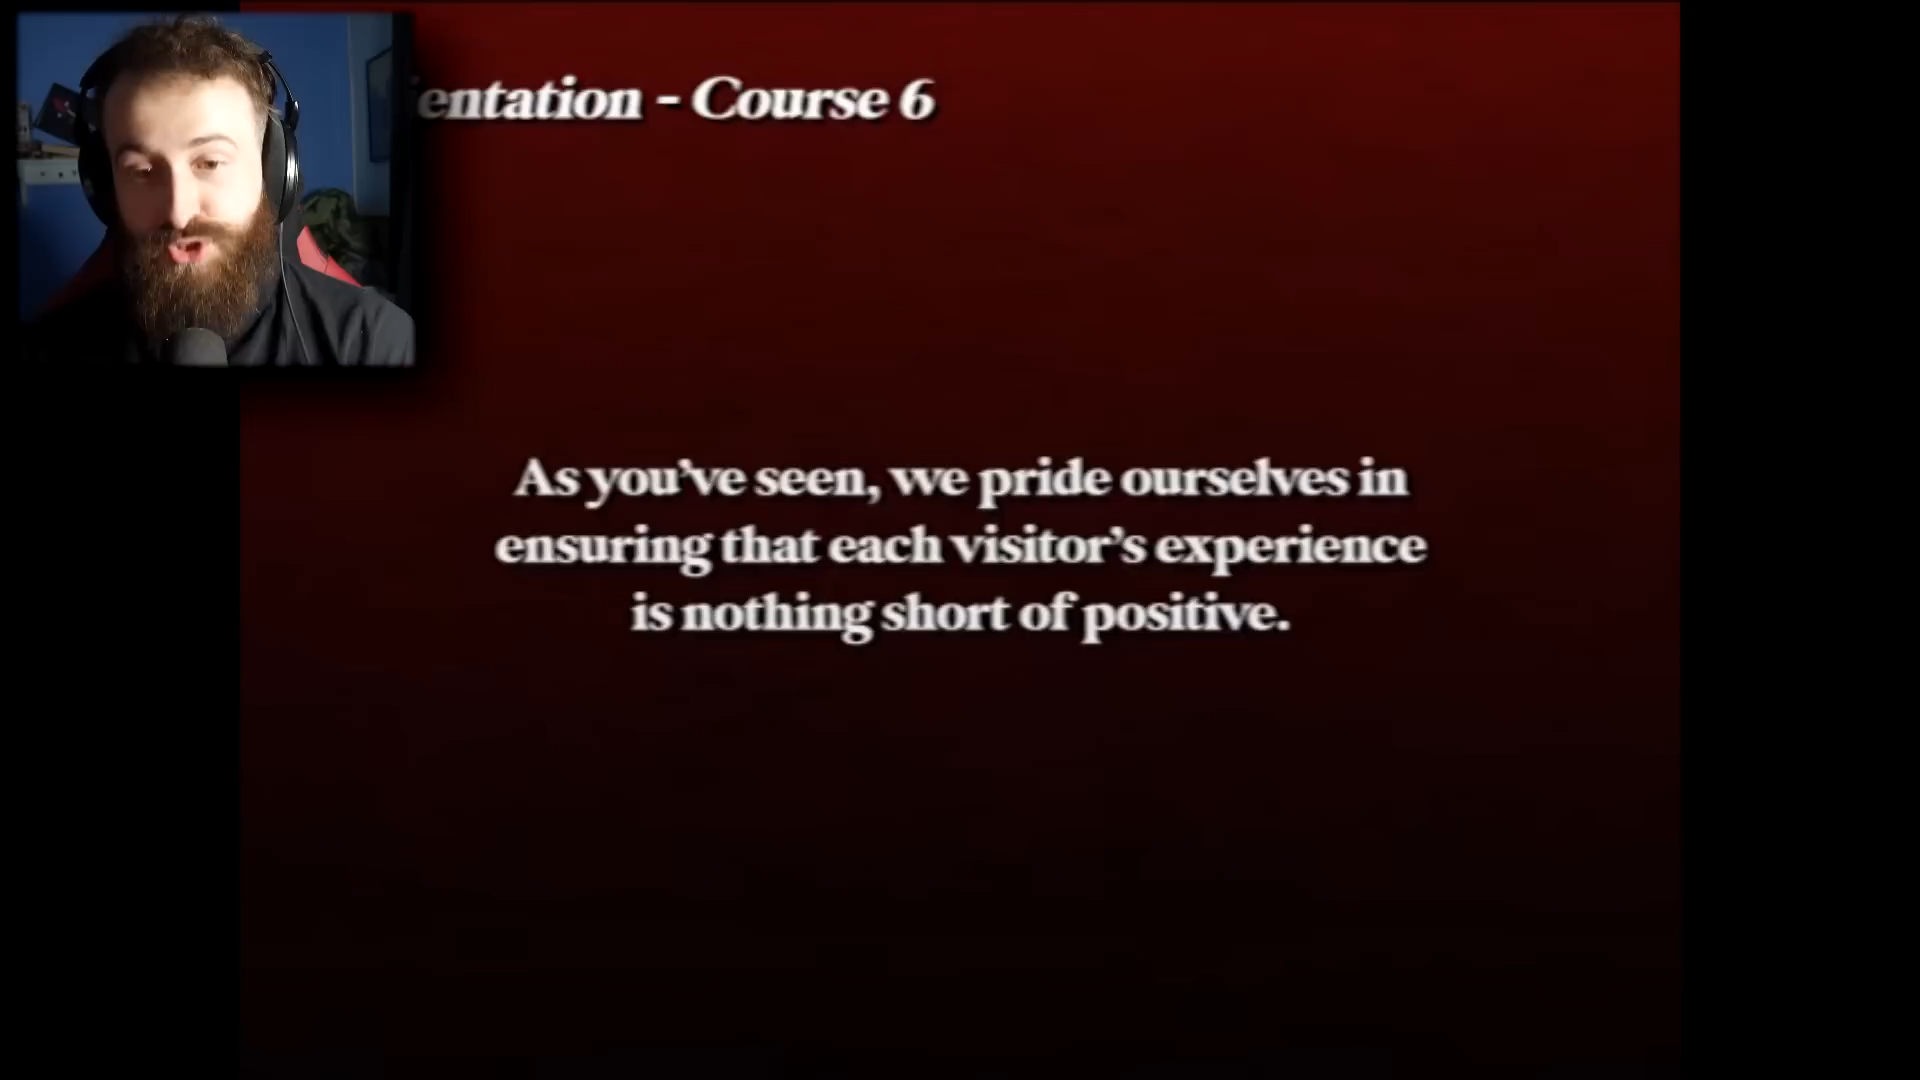 - Course 6
As you've seen, we pride ourselves in
ensuring that each visitor's experience
is nothing short of positive.